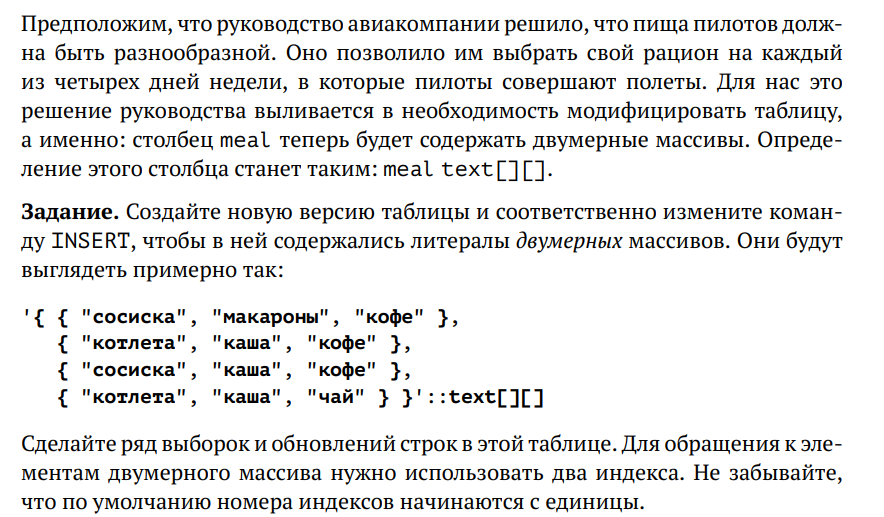 Предположим, что руководство авиакомпании решило, что пища пилотов долж-
на быть разнообразной. Оно позволило им выбрать свой рацион на каждый
из четырех дней недели, в которые пилоты совершают полеты. Для нас это
решение руководства выливается в необходимость модифицировать таблицу,
а именно: столбец meal теперь будет содержать двумерные массивы. Опреде-
ление этого столбца станет таким: meal text[][].
Задание. Создайте новую версию таблицы и соответственно измените коман-
ду INSERT, чтобы в ней содержались литералы двумерных массивов. Они будут
выглядеть примерно так:
'{ { "сосиска", "макароны", "кофе" },
{ "котлета", "каша", "кофе" },
{ "сосиска", "каша", "кофе" },
{ "котлета", "каша", "чай" } }'::text[][]
Сделайте ряд выборок и обновлений строк в этой таблице. Для обращения к эле-
ментам двумерного массива нужно использовать два индекса. Не забывайте,
что по умолчанию номера индексов начинаются с единицы.